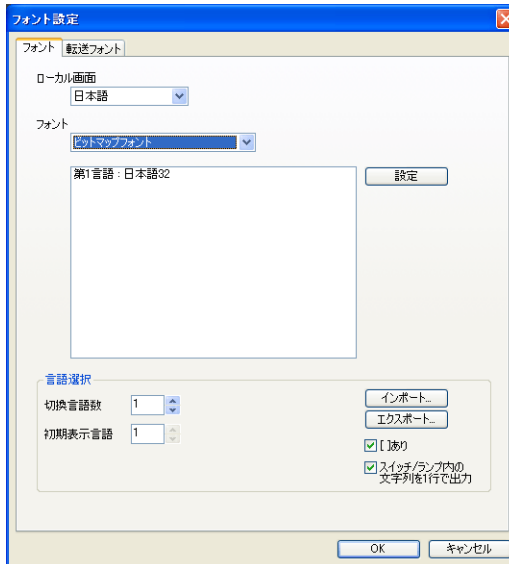 フォント設定
フォント 転送フォント
ローカル画面
日本語
フォント
ビットマップフォント
第1言語：日本語32
設定
言語選択
切換言語数 1
初期表示言語 1
インポート...
エクスポート...
[ ]あり
スイッチ/ランプ内の
文字列を1行で出力
OK キャンセル